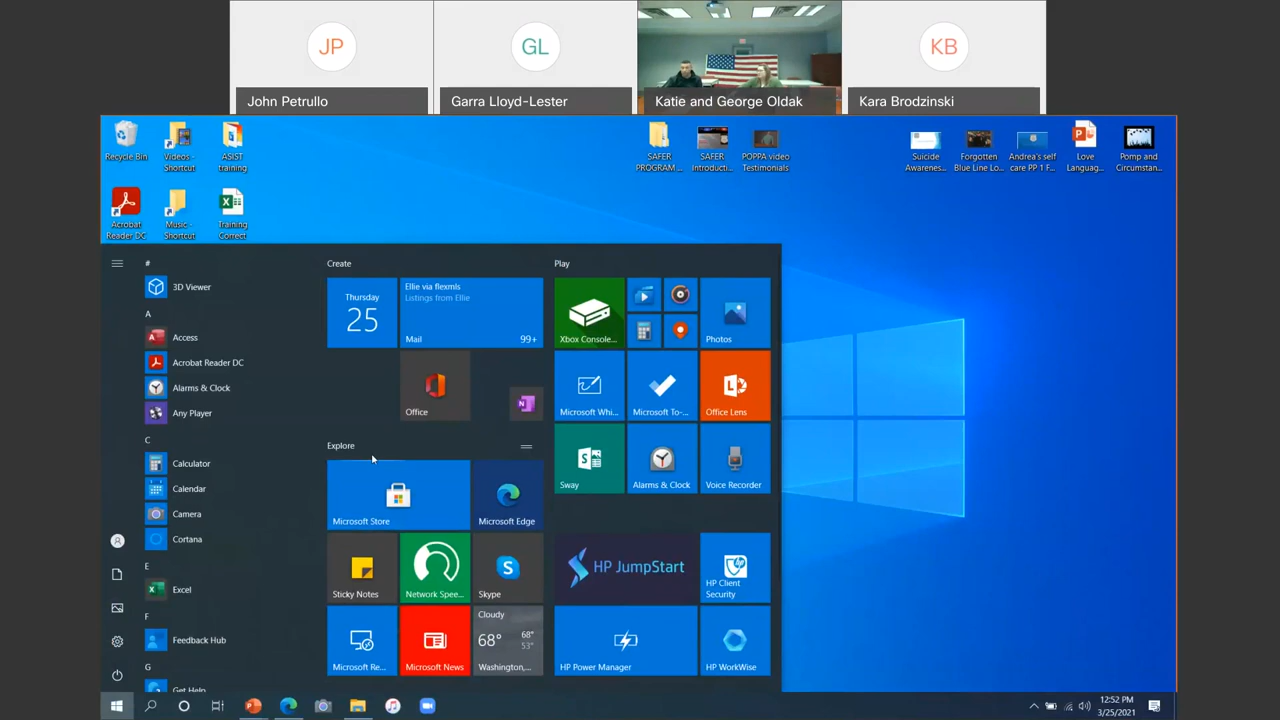 JP
GL
KB
John Petrullo
Garra Lloyd-Lester
Katie and George Oldak
Kara Brodzinski
Recycle Bin
Videos -
Shortcut
ASIST
training
SAFER
PROGRAM ...
SAFER
Introducti...
POPPA video
Testimonials
Suicide
Awarenes...
Forgotten
Blue Line Lo...
Andrea's self
care PP 1 F...
Love
Languag...
Pomp and
Circumstan...
Acrobat
Reader DC
Music -
Shortcut
Training
Correct
#
3D Viewer
A
Access
Acrobat Reader DC
Alarms & Clock
Any Player
C
Calculator
Calendar
Camera
Cortana
E
Excel
F
Feedback Hub
G
Get Help
Create
Thursday
25
Ellie via flexmls
Listings from Ellie
Mail
99+
Office
Explore
Microsoft Store
Microsoft Edge
Sticky Notes
Network Spee...
Skype
Microsoft Re...
Microsoft News
Cloudy
68°
68°
53°
Washington,...
Play
Xbox Console...
Photos
Microsoft Whi...
Microsoft To-...
Office Lens
Sway
Alarms & Clock
Voice Recorder
HP JumpStart
HP Client
Security
HP Power Manager
HP WorkWise
12:52 PM
3/25/2021